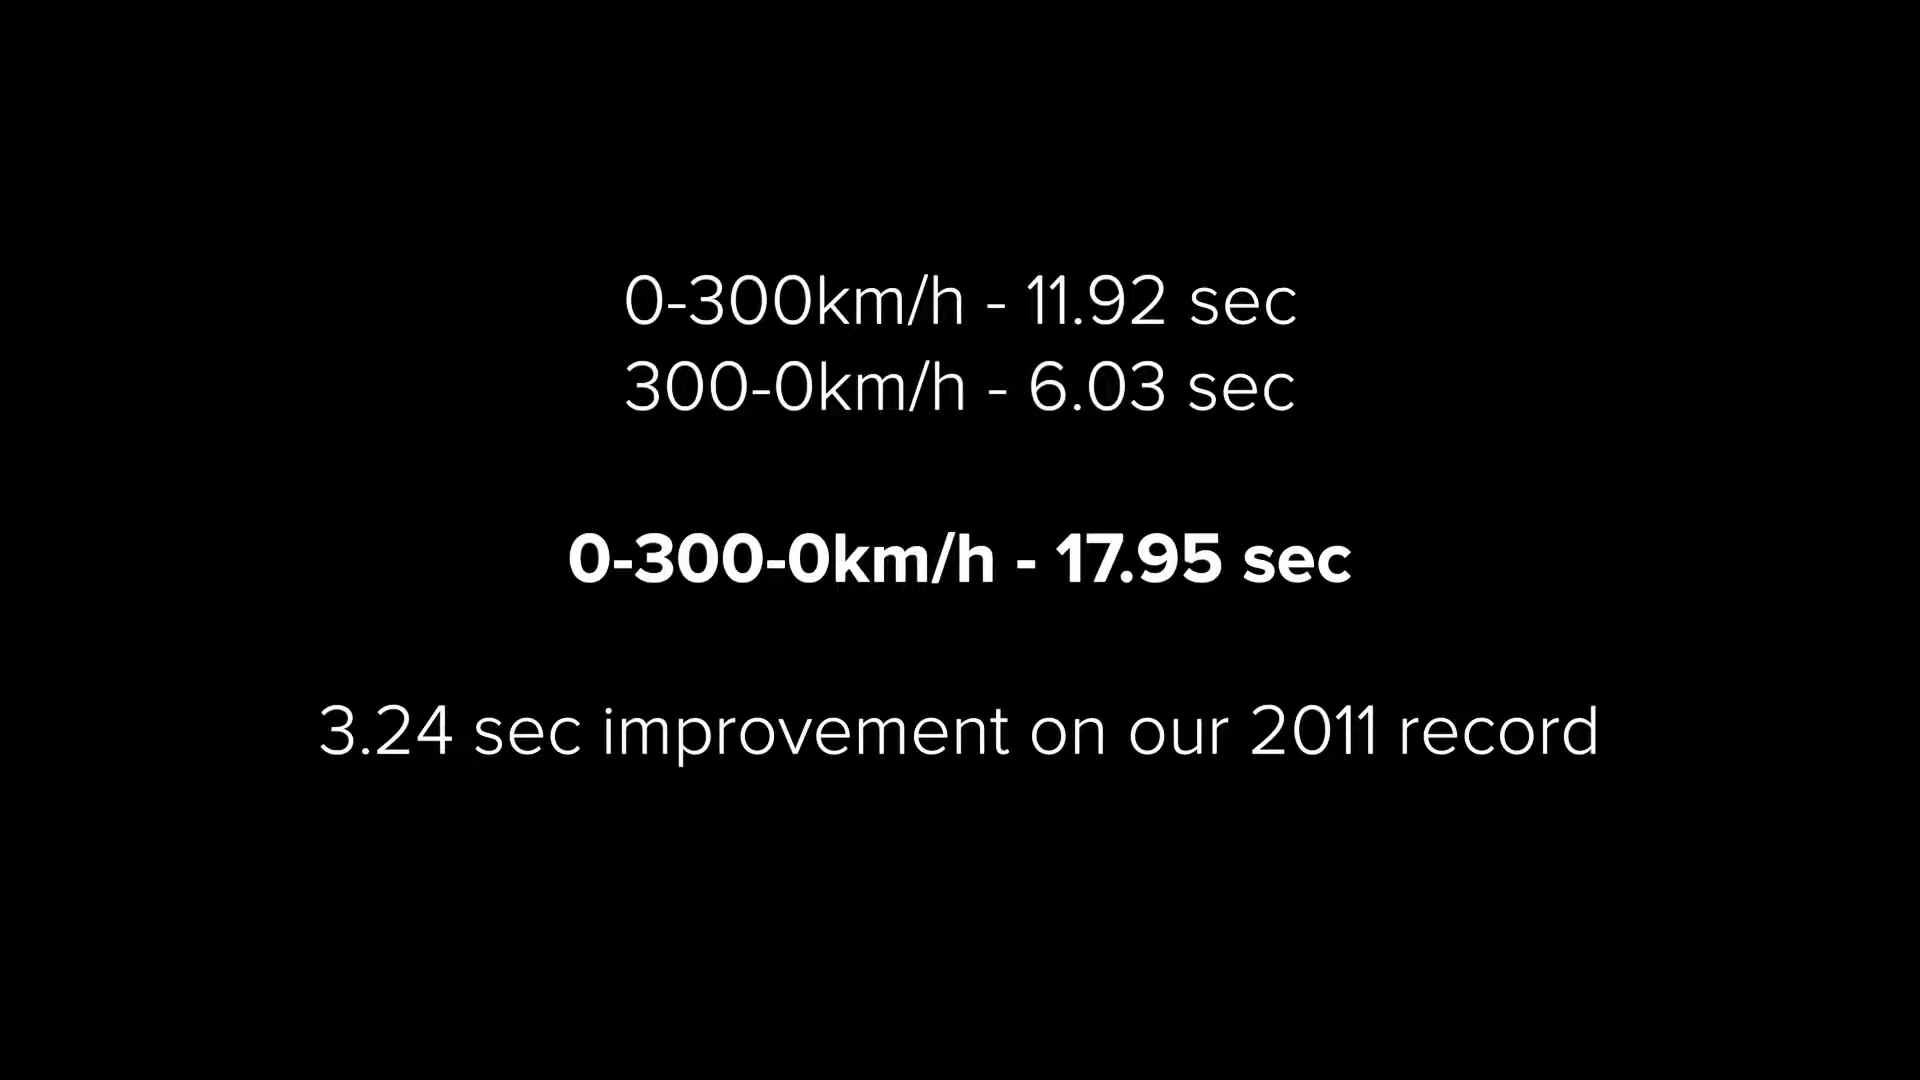 0-300km/h - 11.92 sec
300-0km/h - 6.03 sec
0-300-0km/h - 17.95 sec
3.24 sec improvement on our 2011 record